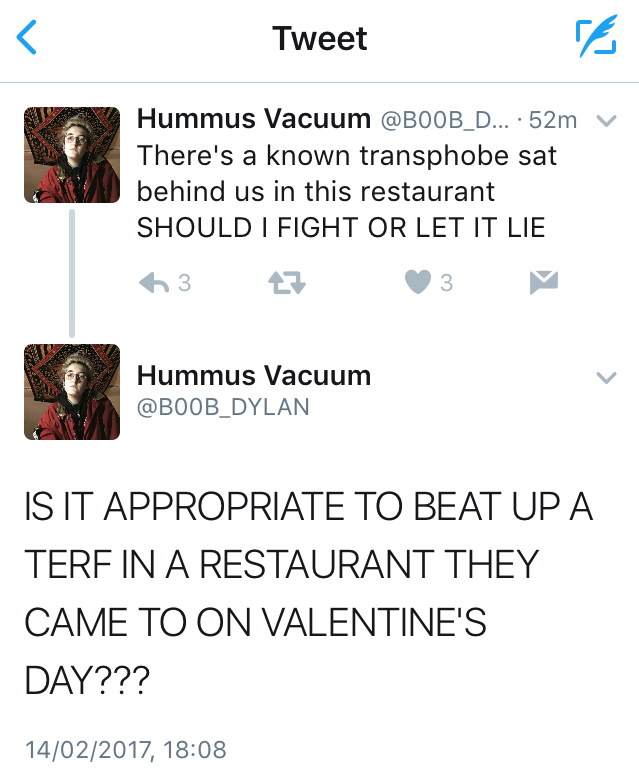 Tweet
Hummus Vacuum @B00B_D... · 52m
There's a known transphobe sat
behind us in this restaurant
SHOULD I FIGHT OR LET IT LIE
3 3
Hummus Vacuum
@B00B_DYLAN
IS IT APPROPRIATE TO BEAT UP A
TERF IN A RESTAURANT THEY
CAME TO ON VALENTINE'S
DAY???
14/02/2017, 18:08